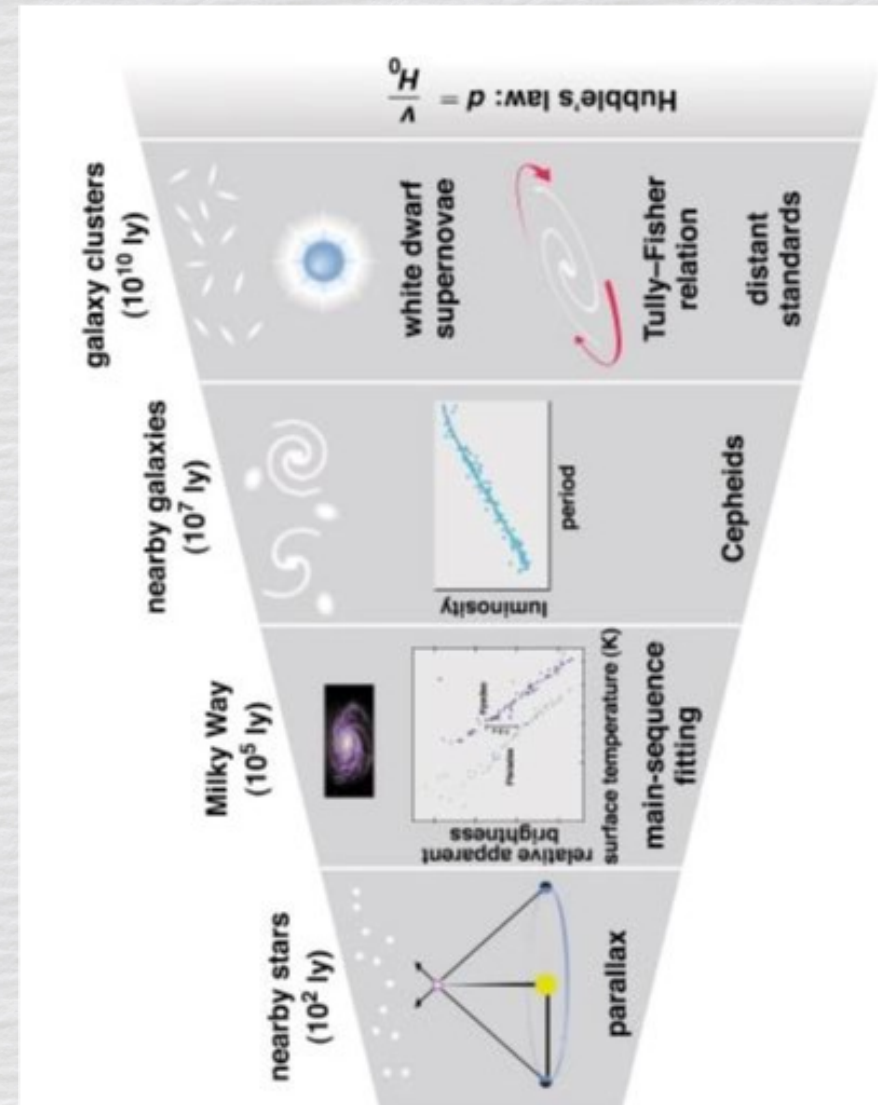 nearby stars
(10² ly)
parallax
Milky Way
(10⁵ ly)
relative apparent
brightness
Pleiades
Hyades
surface temperature (K)
main-sequence
fitting
nearby galaxies
(10⁷ ly)
luminosity
period
Cepheids
galaxy clusters
(10¹⁰ ly)
white dwarf
supernovae
Tully–Fisher
relation
distant
standards
Hubble's law: d = v
H₀